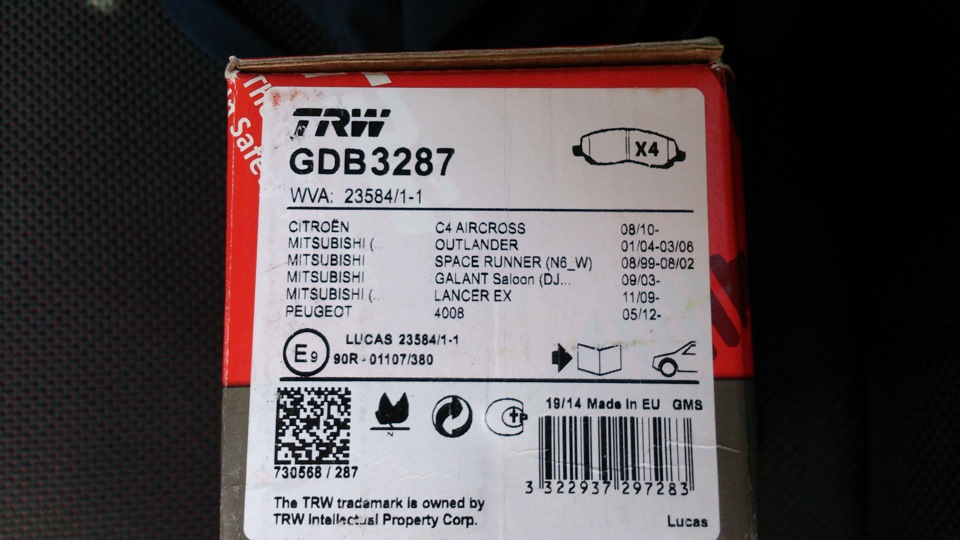 The
Safe
TRW
GDB3287
X4
WVA: 23584/1-1
CITROËN C4 AIRCROSS 08/10-
MITSUBISHI (.. OUTLANDER 01/04-03/06
MITSUBISHI SPACE RUNNER (N6_W) 08/99-08/02
MITSUBISHI GALANT Saloon (DJ... 09/03-
MITSUBISHI (.. LANCER EX 11/09-
PEUGEOT 4008 05/12-
E9
LUCAS 23584/1-1
90R - 01107/380
19/14 Made in EU GMS
N
730568 / 287
3 322937 297283
The TRW trademark is owned by
TRW Intellectual Property Corp.
Lucas